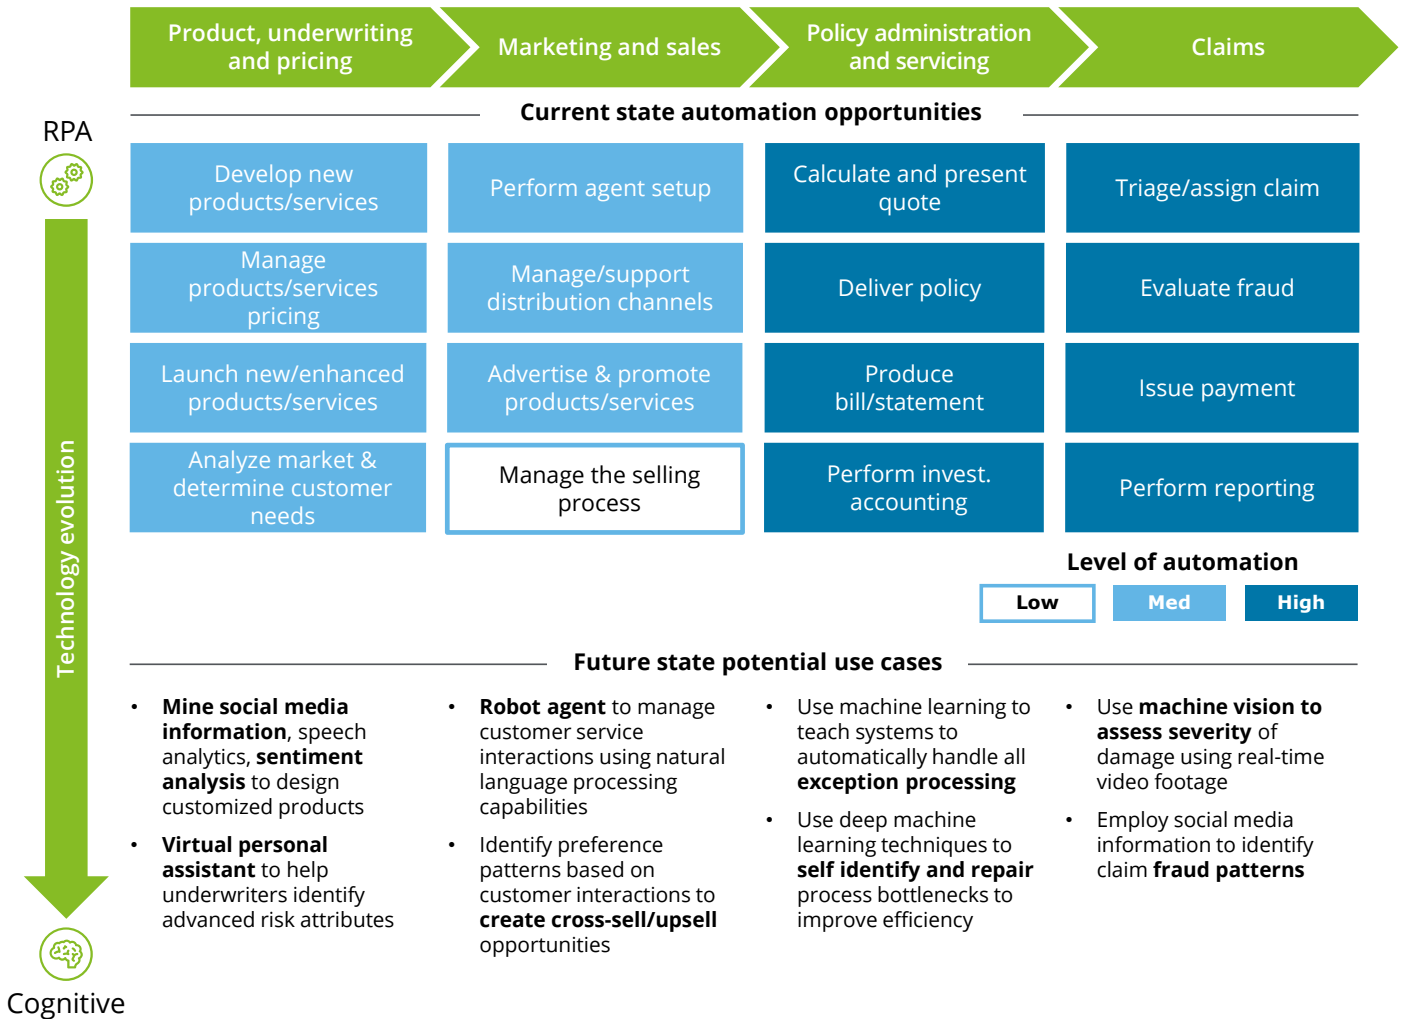 Product, underwriting
and pricing
Marketing and sales
Policy administration
and servicing
Claims
Current state automation opportunities
RPA
Develop new
products/services
Perform agent setup
Calculate and present
quote
Triage/assign claim
Manage
products/services
pricing
Manage/support
distribution channels
Deliver policy
Evaluate fraud
Launch new/enhanced
products/services
Advertise & promote
products/services
Produce
bill/statement
Issue payment
Analyze market &
determine customer
needs
Manage the selling
process
Perform invest.
accounting
Perform reporting
Technology evolution
Level of automation
Low
Med
High
Future state potential use cases
• Mine social media
information, speech
analytics, sentiment
analysis to design
customized products
• Virtual personal
assistant to help
underwriters identify
advanced risk attributes
• Robot agent to manage
customer service
interactions using natural
language processing
capabilities
• Identify preference
patterns based on
customer interactions to
create cross-sell/upsell
opportunities
• Use machine learning to
teach systems to
automatically handle all
exception processing
• Use deep machine
learning techniques to
self identify and repair
process bottlenecks to
improve efficiency
• Use machine vision to
assess severity of
damage using real-time
video footage
• Employ social media
information to identify
claim fraud patterns
Cognitive